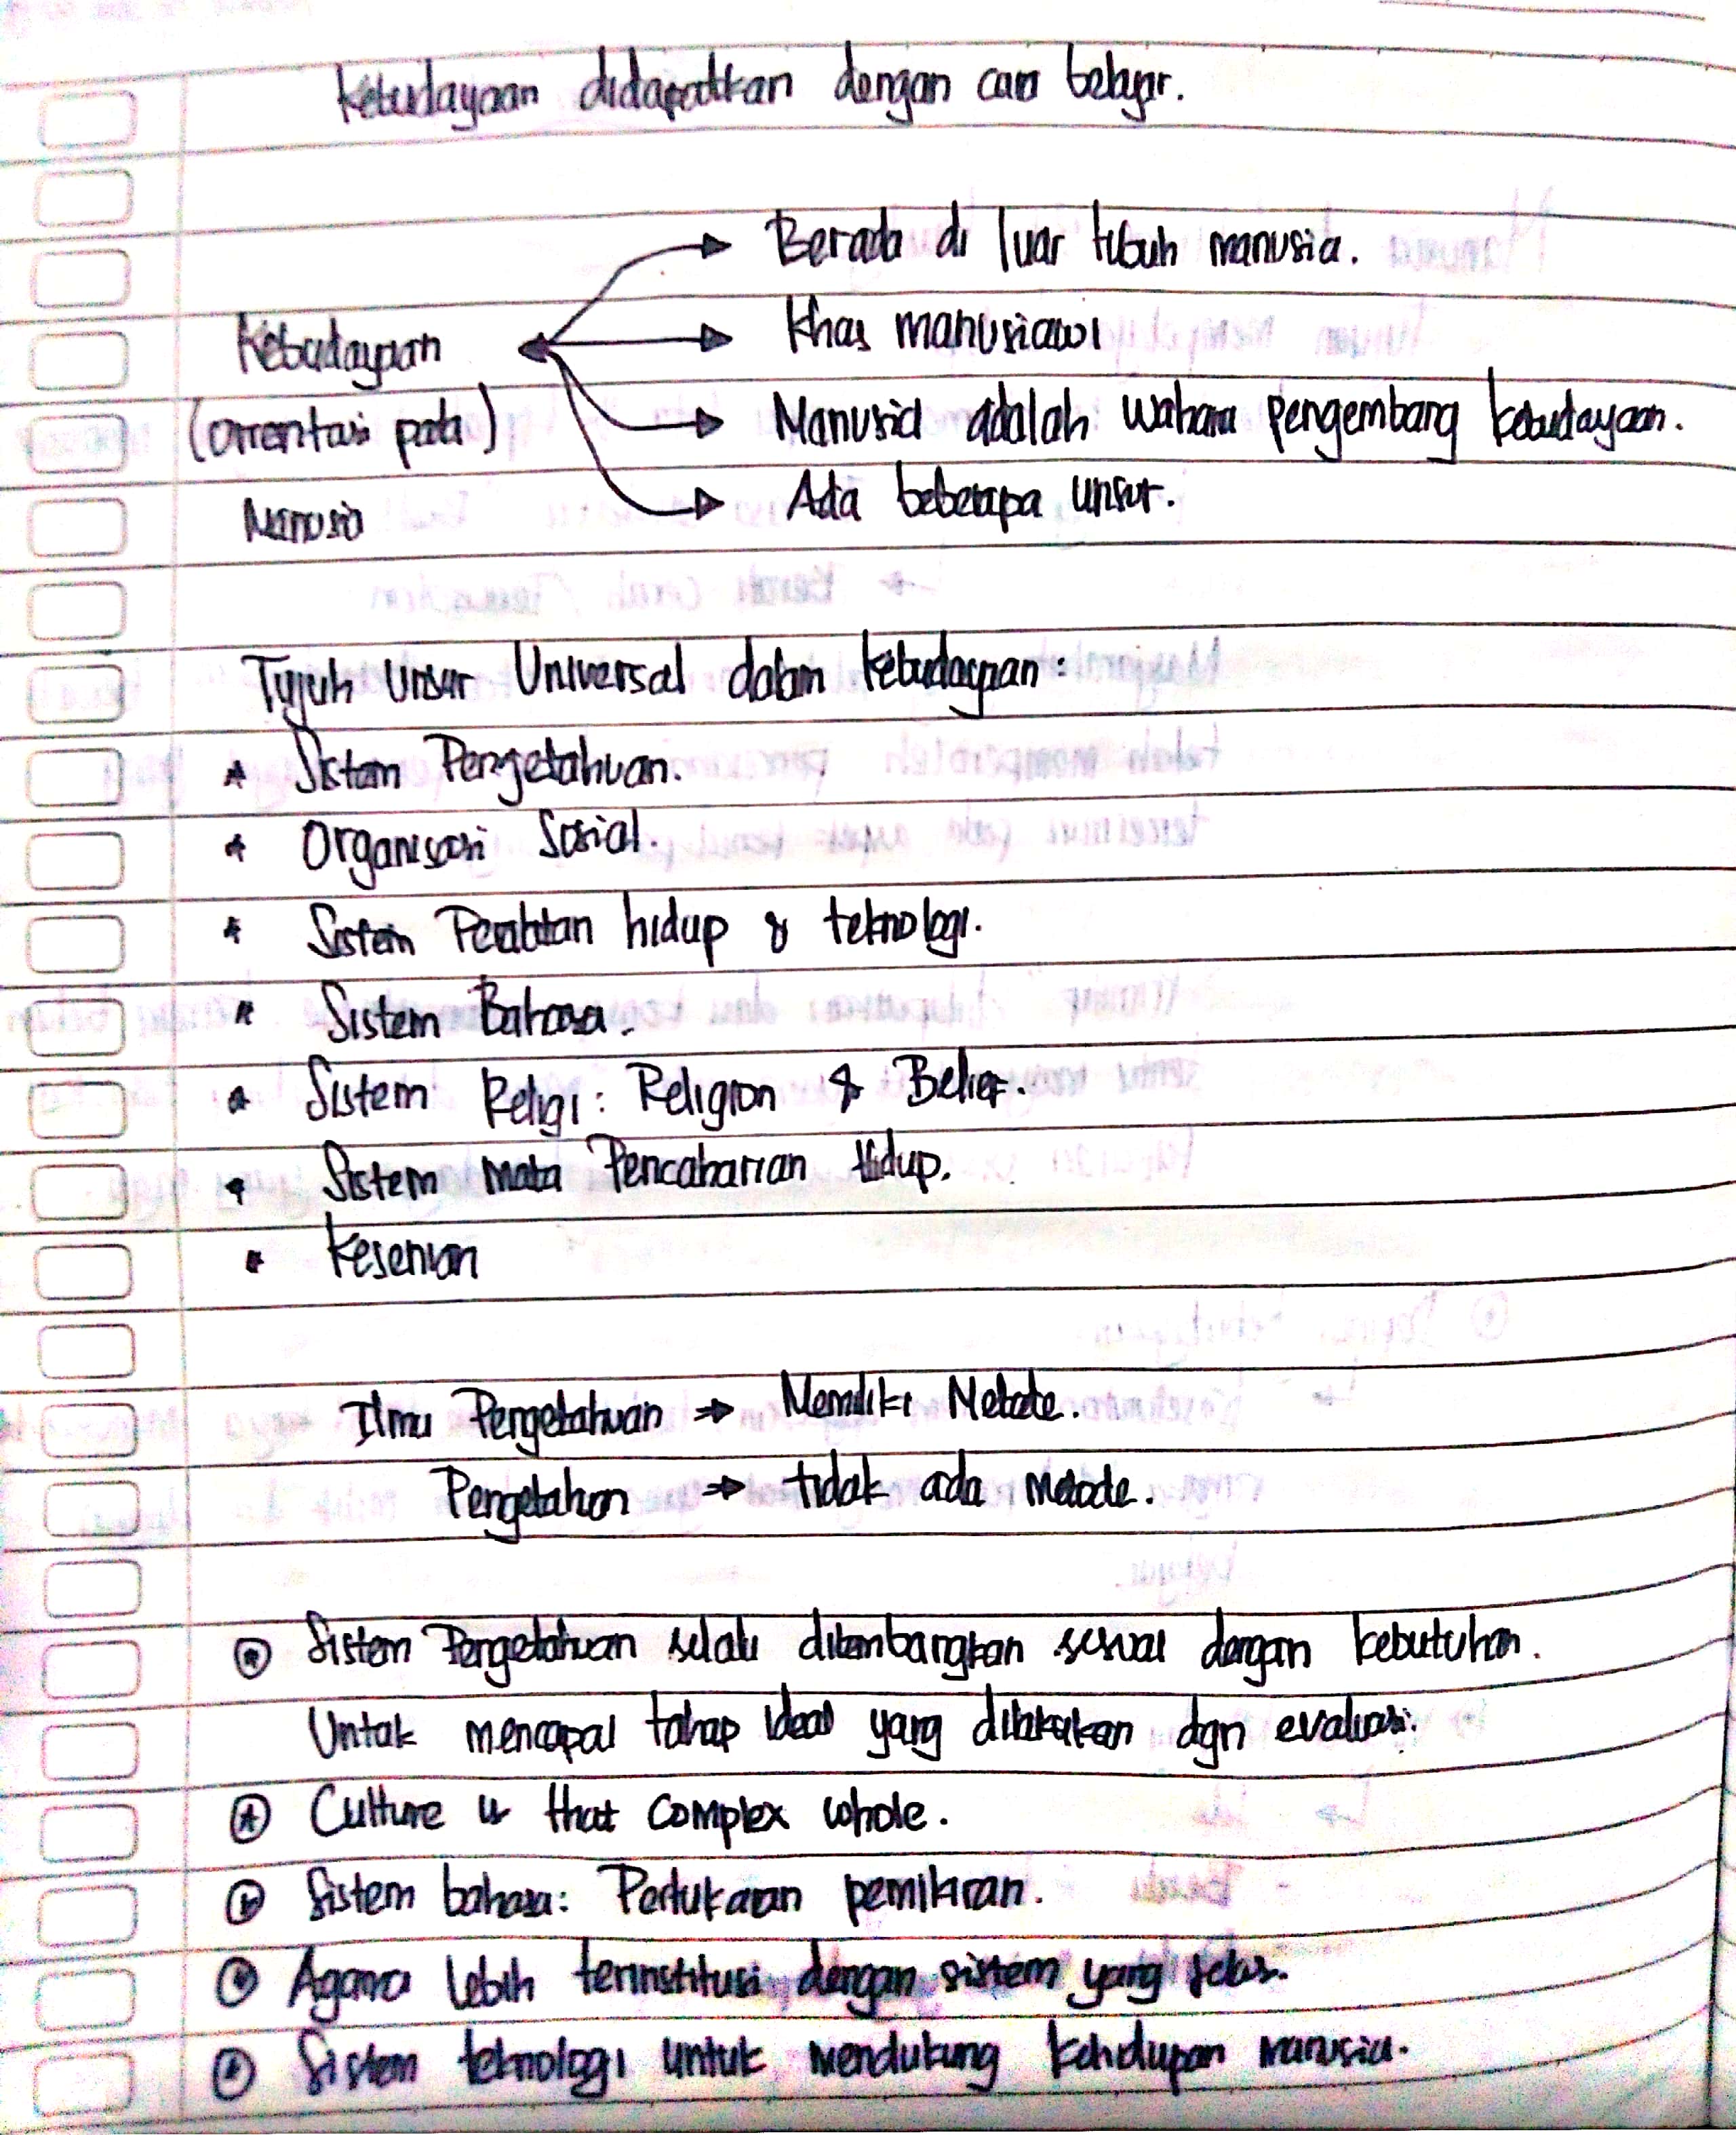 Kebudayaan didapatkan dengan cara belajar.
Berada di luar tubuh manusia.
Kebudayaan
Khas manusiawi
(orientasi pada)
Manusia adalah wahana pengembang kebudayaan.
Manusia
Ada beberapa unsur.
Tujuh Unsur Universal dalam kebudayaan:
* Sistem Pengetahuan.
* Organisasi Sosial.
* Sistem Peralatan hidup & teknologi.
* Sistem Bahasa.
* Sistem Religi: Religion & Belief.
* Sistem mata Pencaharian Hidup.
* Kesenian
Ilmu Pengetahuan → Memiliki Metode.
Pengetahuan → tidak ada metode.
Sistem Pengetahuan selalu dikembangkan sesuai dengan kebutuhan.
Untuk mencapai tahap ideal yang dilakukan dgn evaluasi.
Culture is that complex whole.
Sistem bahasa: Pertukaran pemikiran.
Agama lebih terinstitusi dengan sistem yang jelas.
Sistem teknologi untuk mendukung kehidupan manusia.